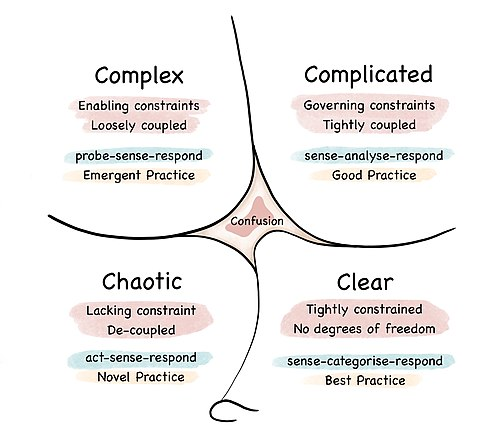 Complex
Enabling constraints
Loosely coupled
probe-sense-respond
Emergent Practice
Complicated
Governing constraints
Tightly coupled
sense-analyse-respond
Good Practice
Confusion
Chaotic
Lacking constraint
De-coupled
act-sense-respond
Novel Practice
Clear
Tightly constrained
No degrees of freedom
sense-categorise-respond
Best Practice